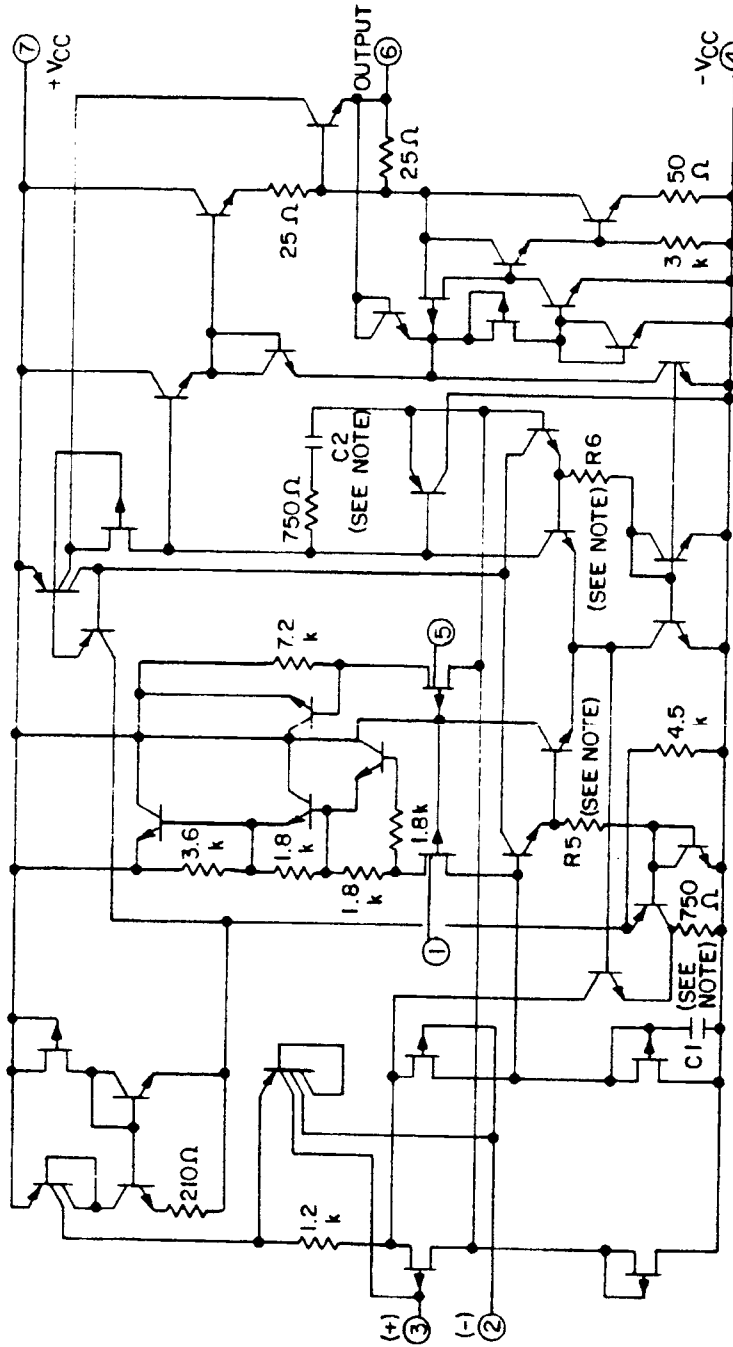 ⑦
+VCC
OUTPUT
⑥
-VCC
25Ω
25Ω
50
Ω
3
k
750Ω
C2
(SEE NOTE)
R6
(SEE NOTE)
7.2
k
⑤
3.6
k
1.8
k
1.8
k
1.8k
①
R5
(SEE NOTE)
4.5
k
750
Ω
(SEE
NOTE)
C1
210Ω
1.2
k
(+)
③
(-)
②